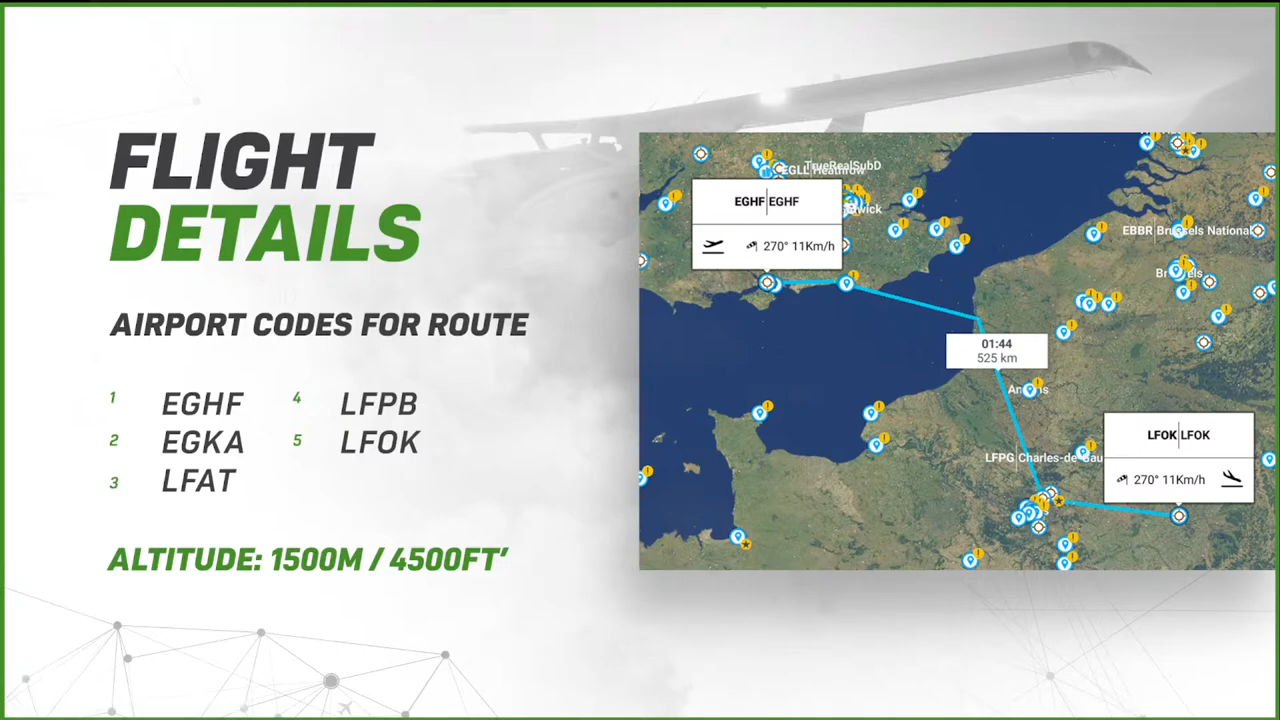 FLIGHT
DETAILS
AIRPORT CODES FOR ROUTE
1 EGHF
2 EGKA
3 LFAT
4 LFPB
5 LFOK
ALTITUDE: 1500M / 4500FT’
TrueRealSubD
EGLL Heathrow
EGHF EGHF
wick
270° 11Km/h
EBBR Brussels National
01:44
525 km
LFOK LFOK
LFPG Charles-de-Gau
270° 11Km/h